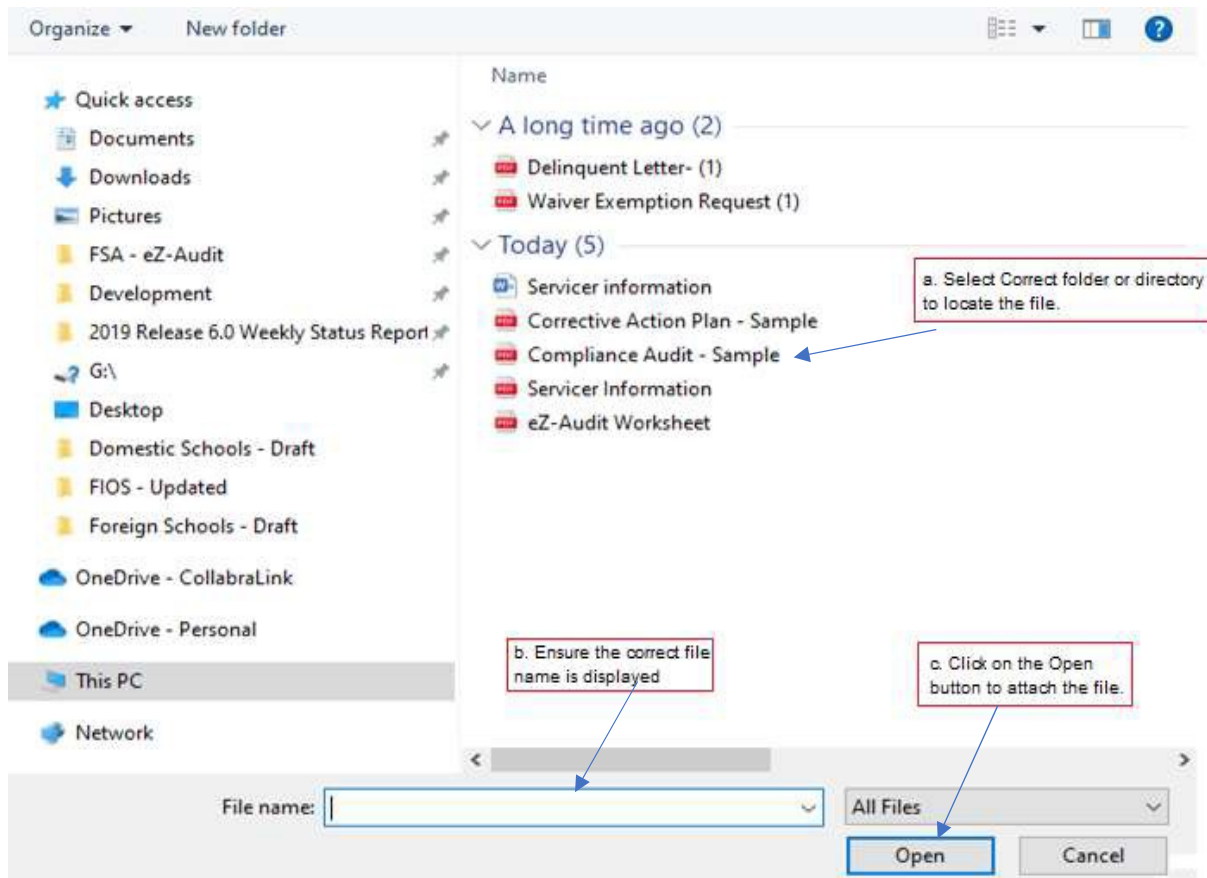 Organize New folder
Quick access
Documents
Downloads
Pictures
FSA - eZ-Audit
Development
2019 Release 6.0 Weekly Status Report
G:\
Desktop
Domestic Schools - Draft
FIOS - Updated
Foreign Schools - Draft
OneDrive - CollabraLink
OneDrive - Personal
This PC
Network
Name
A long time ago (2)
Delinquent Letter- (1)
Waiver Exemption Request (1)
Today (5)
Servicer information
Corrective Action Plan - Sample
Compliance Audit - Sample
Servicer Information
eZ-Audit Worksheet
a. Select Correct folder or directory
to locate the file.
b. Ensure the correct file
name is displayed
c. Click on the Open
button to attach the file.
File name:
All Files
Open Cancel